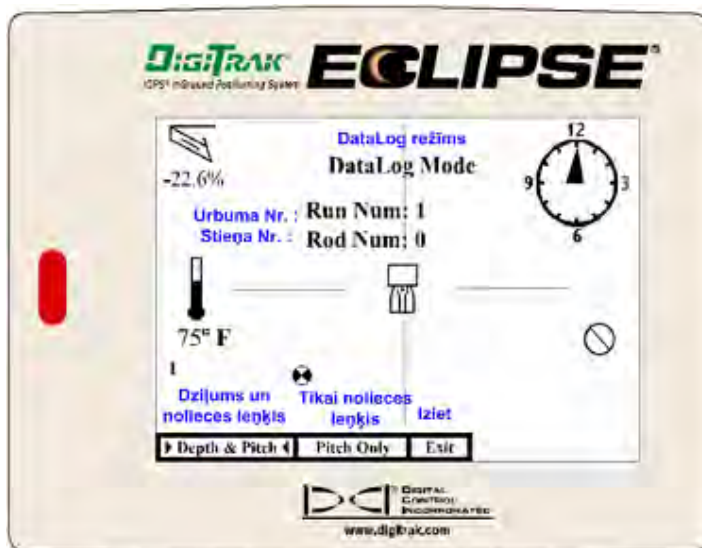 DIGITRAK® ECLIPSE®
iGPS® inGround Positioning System
DataLog režīms
DataLog Mode
-22.6%
12
9
3
6
Urbuma Nr. : Run Num: 1
Stieņa Nr. : Rod Num: 0
75° F
1
Dziļums un nolieces leņķis
Tikai nolieces leņķis
Iziet
Depth & Pitch
Pitch Only
Exit
DCI® DIGITAL
CONTROL
INCORPORATED
www.digitrak.com